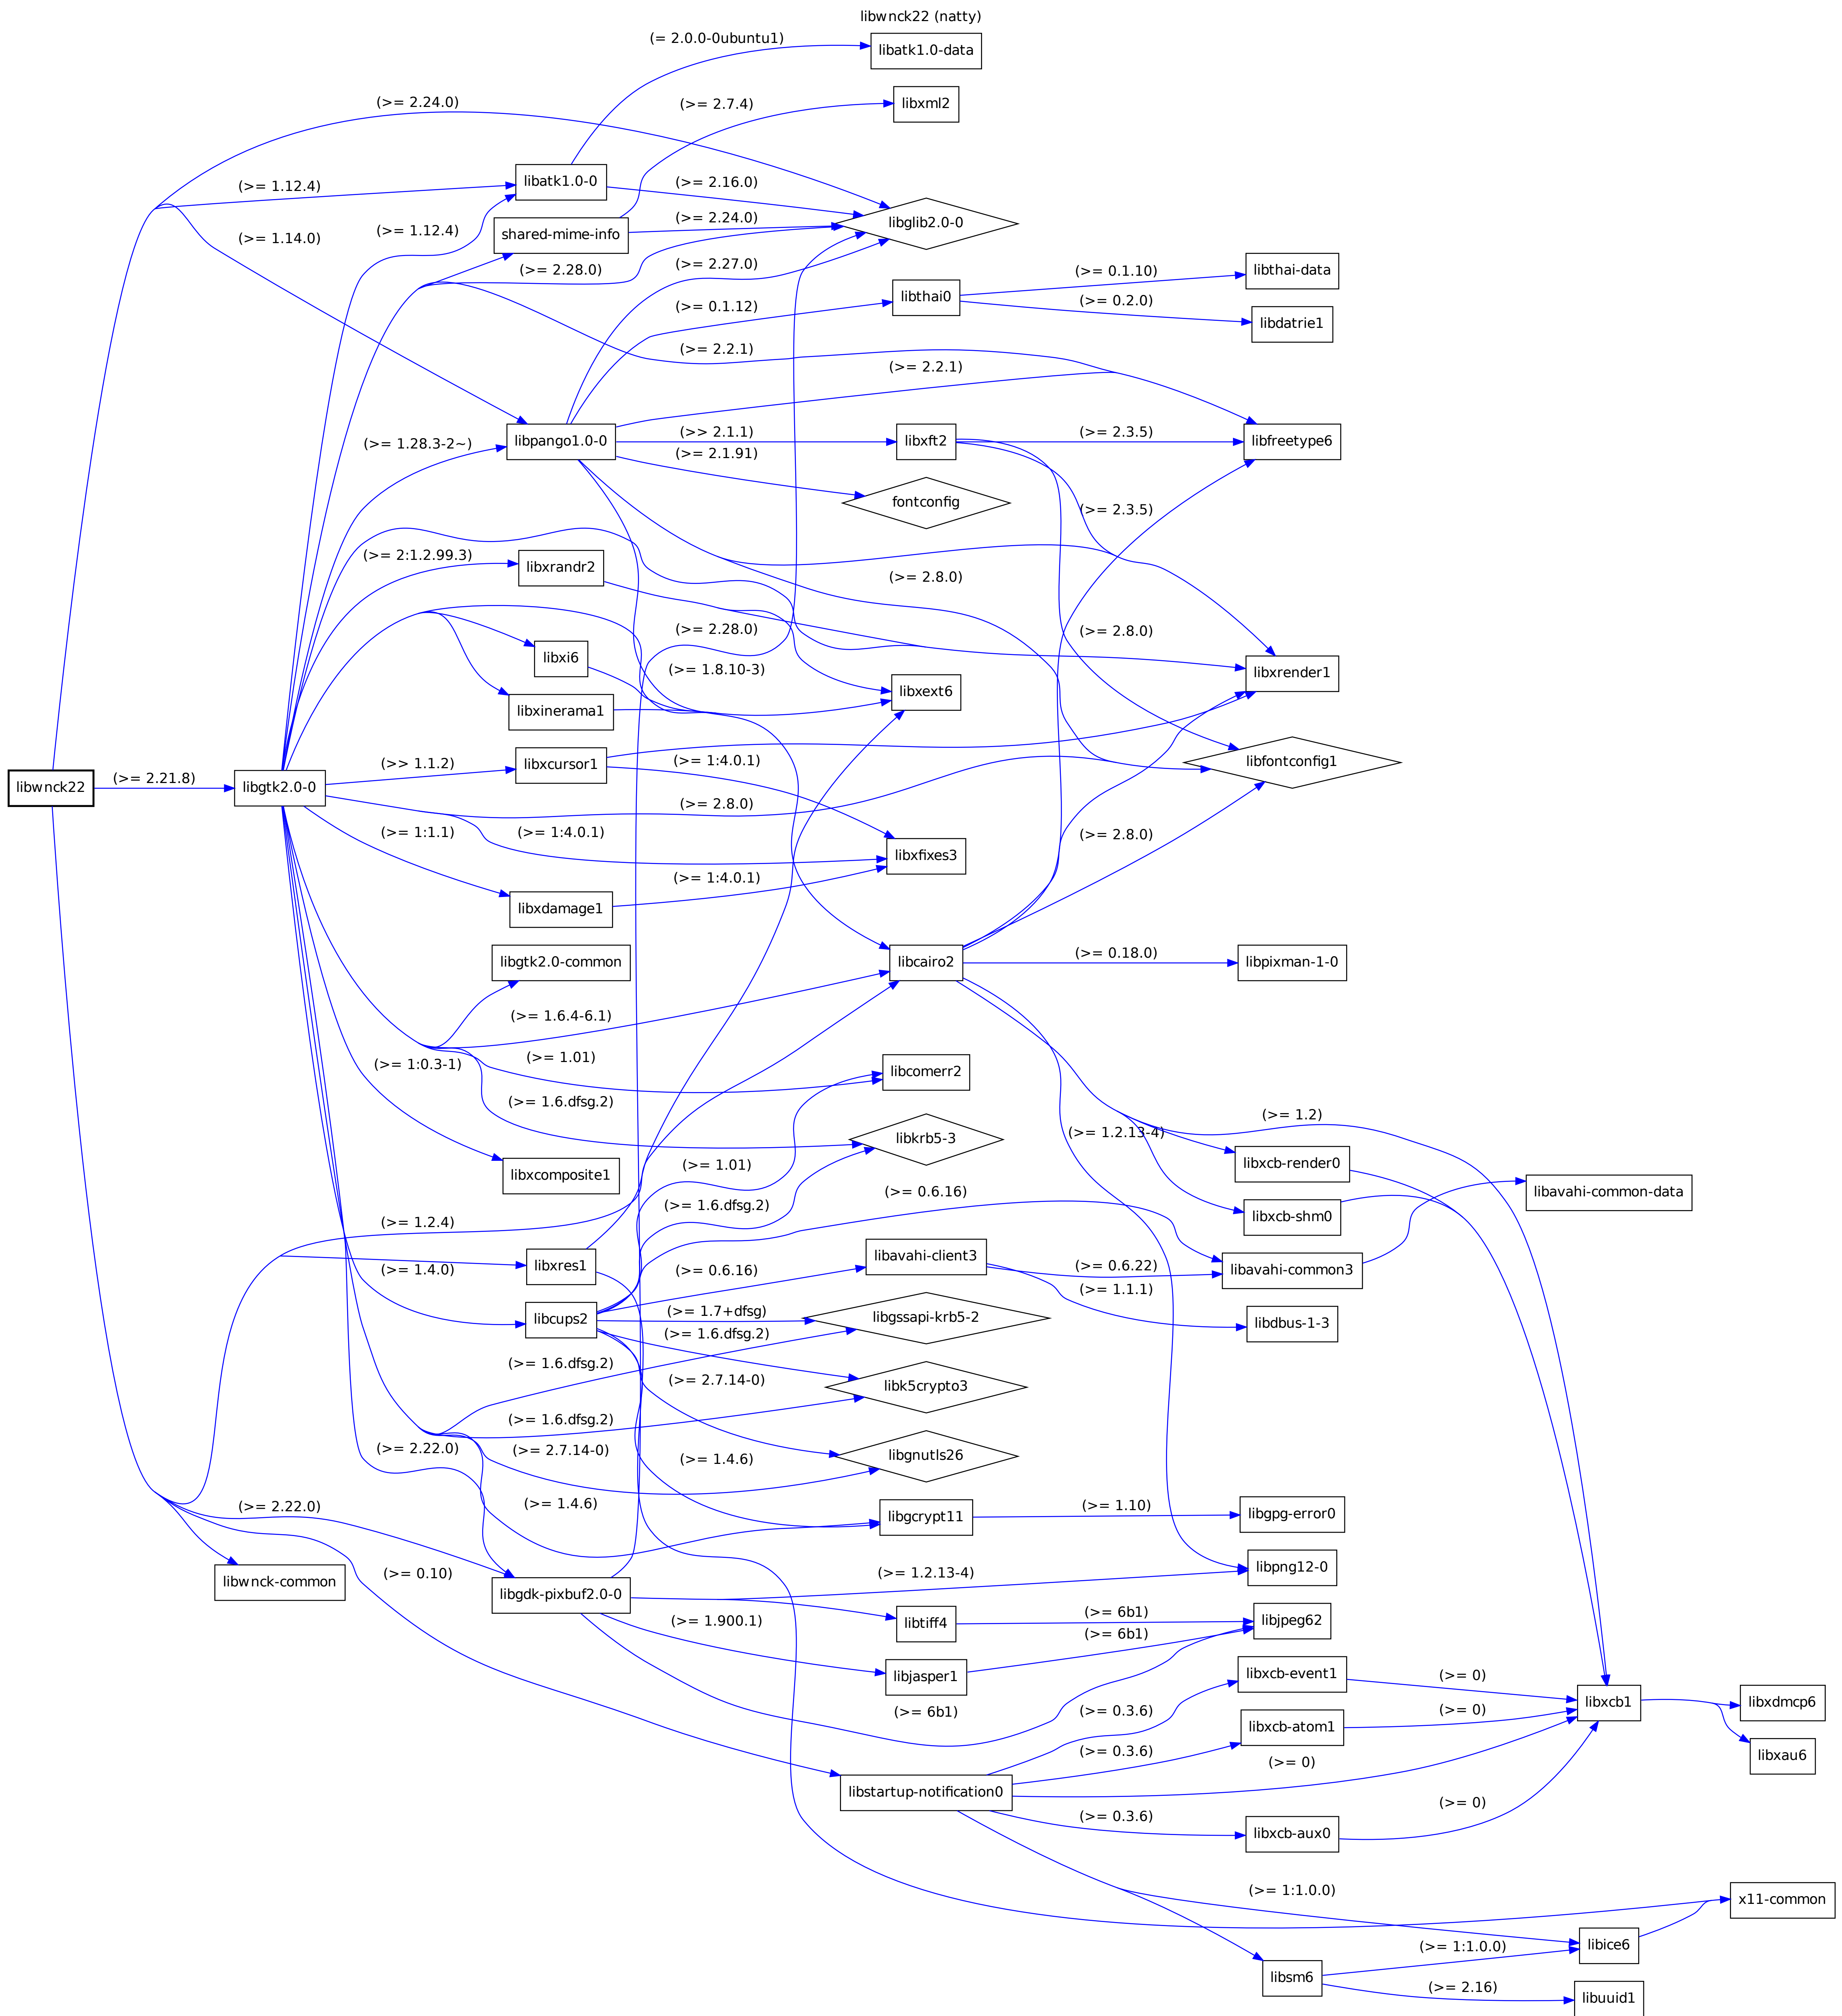 libwnck22 (natty)
(= 2.0.0-0ubuntu1)
libatk1.0-data
(>= 2.24.0)
(>= 2.7.4)
libxml2
(>= 1.12.4)
libatk1.0-0
(>= 2.16.0)
(>= 1.14.0)
(>= 1.12.4)
shared-mime-info
(>= 2.24.0)
libglib2.0-0
(>= 2.28.0)
(>= 2.27.0)
(>= 0.1.12)
libthai0
(>= 0.1.10)
libthai-data
(>= 0.2.0)
libdatrie1
(>= 2.2.1)
(>= 2.2.1)
(>= 1.28.3-2~)
libpango1.0-0
(>> 2.1.1)
libxft2
(>= 2.3.5)
libfreetype6
(>= 2.1.91)
fontconfig
(>= 2.3.5)
(>= 2:1.2.99.3)
libxrandr2
(>= 2.8.0)
(>= 2.28.0)
(>= 2.8.0)
libxi6
(>= 1.8.10-3)
libxrender1
libxext6
libxinerama1
libwnck22
(>= 2.21.8)
libgtk2.0-0
(>> 1.1.2)
libxcursor1
(>= 1:4.0.1)
libfontconfig1
(>= 2.8.0)
(>= 1:1.1)
(>= 1:4.0.1)
(>= 2.8.0)
libxfixes3
(>= 1:4.0.1)
libxdamage1
libgtk2.0-common
libcairo2
(>= 0.18.0)
libpixman-1-0
(>= 1.6.4-6.1)
(>= 1:0.3-1)
(>= 1.01)
libcomerr2
(>= 1.6.dfsg.2)
(>= 1.2)
libkrb5-3
(>= 1.2.13-4)
libxcb-render0
libxcomposite1
(>= 1.01)
(>= 1.6.dfsg.2)
(>= 0.6.16)
libxcb-shm0
libavahi-common-data
(>= 1.2.4)
libxres1
(>= 1.4.0)
(>= 0.6.16)
libavahi-client3
(>= 0.6.22)
libavahi-common3
(>= 1.1.1)
libcups2
(>= 1.7+dfsg)
libgssapi-krb5-2
libdbus-1-3
(>= 1.6.dfsg.2)
(>= 1.6.dfsg.2)
(>= 2.7.14-0)
libk5crypto3
(>= 1.6.dfsg.2)
(>= 2.22.0)
(>= 2.7.14-0)
(>= 1.4.6)
libgnutls26
(>= 2.22.0)
(>= 1.4.6)
libgcrypt11
(>= 1.10)
libgpg-error0
(>= 0.10)
libwnck-common
libgdk-pixbuf2.0-0
(>= 1.2.13-4)
libpng12-0
(>= 1.900.1)
libtiff4
(>= 6b1)
libjpeg62
(>= 6b1)
libjasper1
(>= 6b1)
(>= 0.3.6)
libxcb-event1
(>= 0)
libxcb1
libxdmcp6
(>= 0.3.6)
libxcb-atom1
(>= 0)
libxau6
(>= 0)
libstartup-notification0
(>= 0.3.6)
libxcb-aux0
(>= 0)
(>= 1:1.0.0)
x11-common
libice6
(>= 1:1.0.0)
libsm6
(>= 2.16)
libuuid1